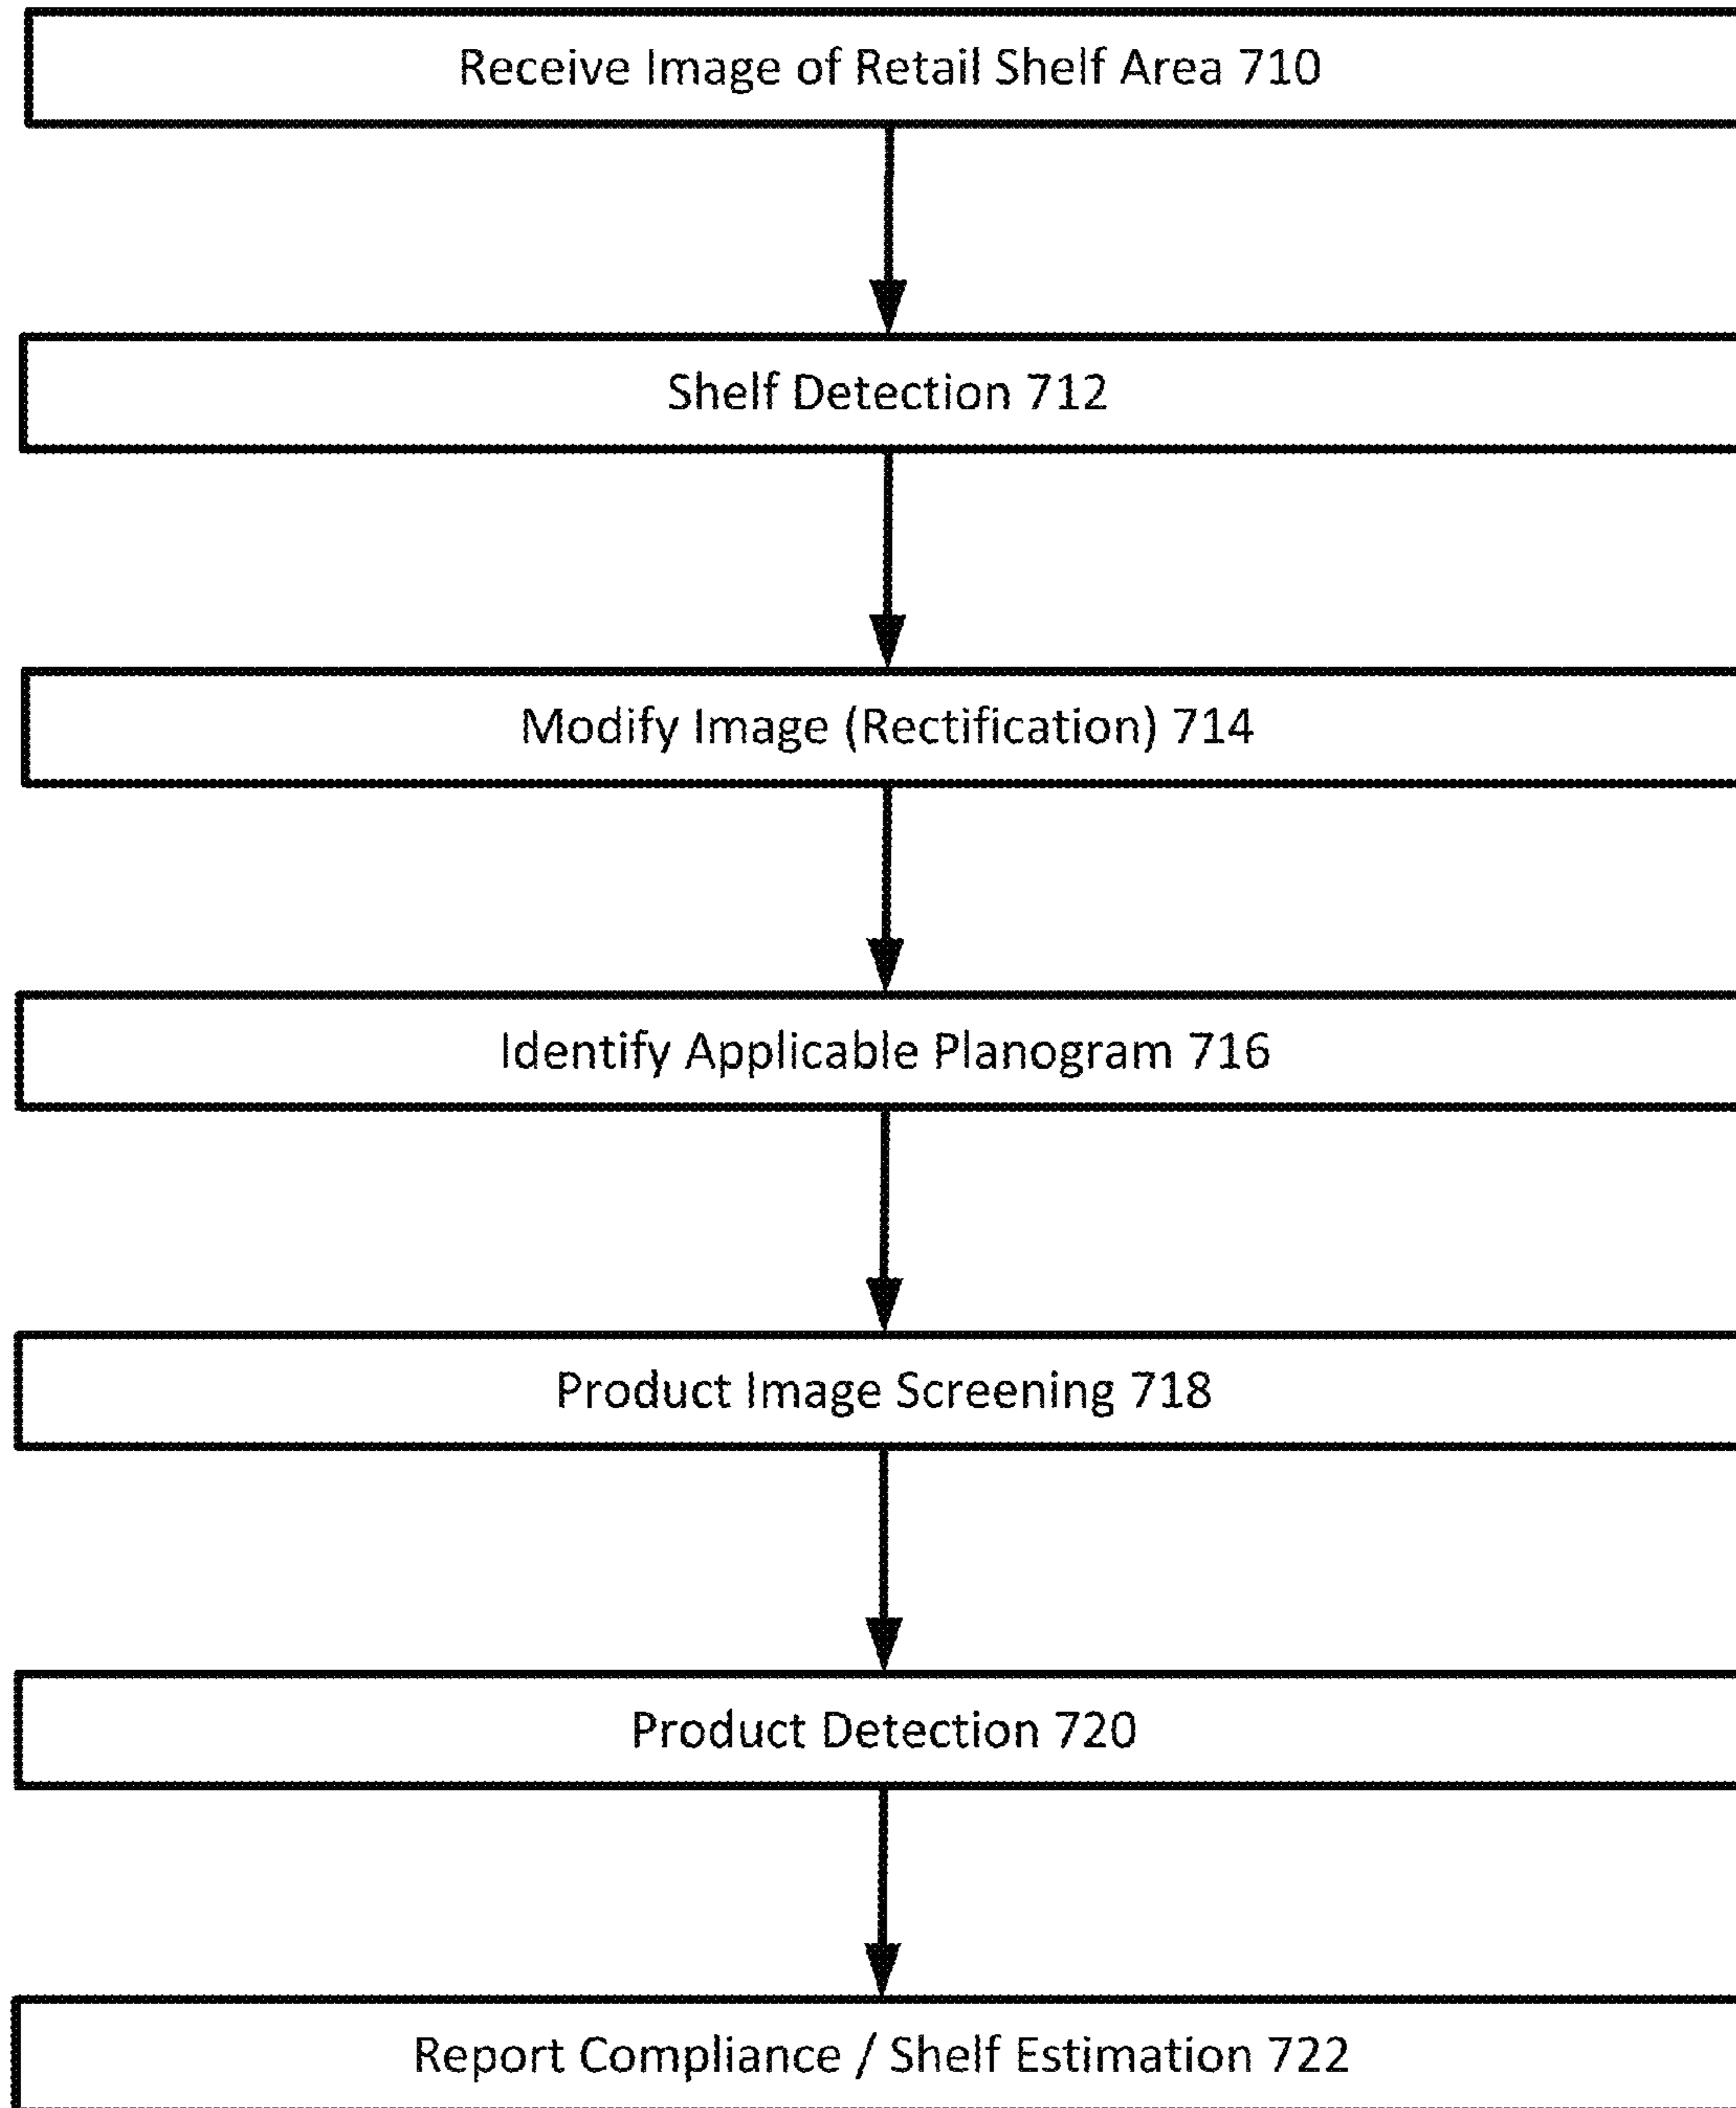 Receive Image of Retail Shelf Area 710
Shelf Detection 712
Modify Image (Rectification) 714
Identify Applicable Planogram 716
Product Image Screening 718
Product Detection 720
Report Compliance / Shelf Estimation 722